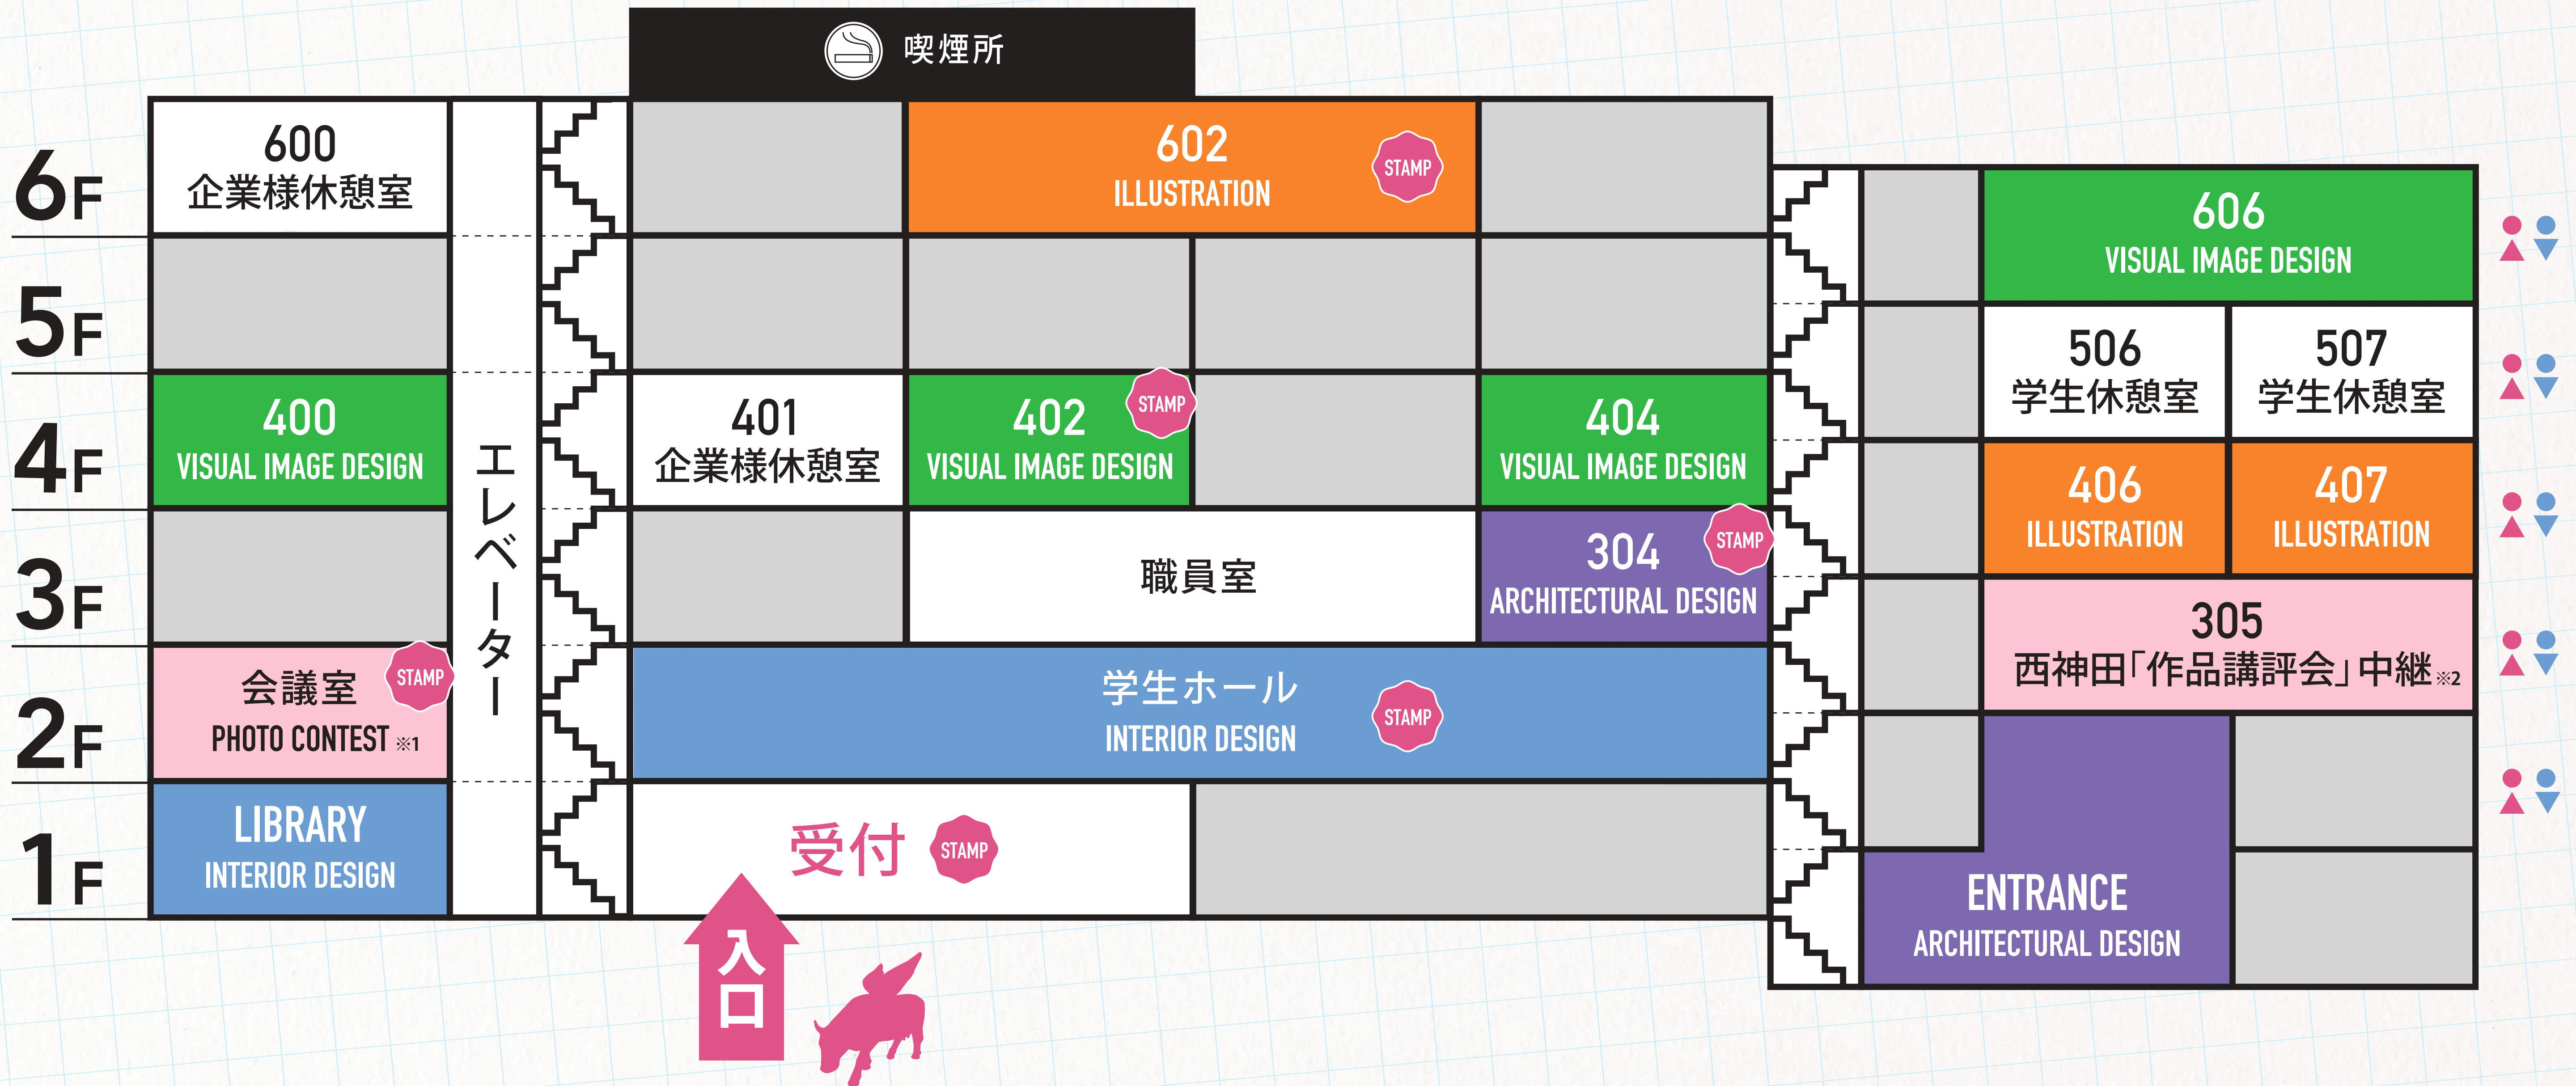 喫煙所
6F
600
企業様休憩室
602
ILLUSTRATION
STAMP
606
VISUAL IMAGE DESIGN
5F
506
学生休憩室
507
学生休憩室
4F
400
VISUAL IMAGE DESIGN
エレベーター
401
企業様休憩室
402
VISUAL IMAGE DESIGN
STAMP
404
VISUAL IMAGE DESIGN
406
ILLUSTRATION
407
ILLUSTRATION
3F
職員室
304
ARCHITECTURAL DESIGN
STAMP
305
西神田「作品講評会」中継※2
2F
会議室
PHOTO CONTEST ※1
STAMP
学生ホール
INTERIOR DESIGN
STAMP
1F
LIBRARY
INTERIOR DESIGN
受付
STAMP
ENTRANCE
ARCHITECTURAL DESIGN
入口